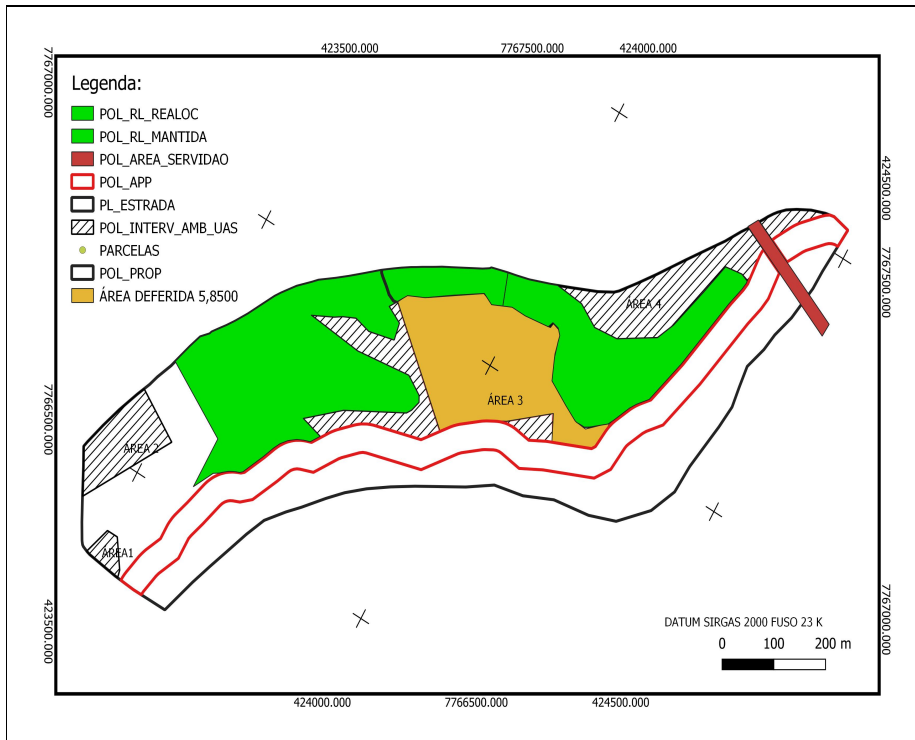 423500.000 7767500.000 424000.000
7767000.000
Legenda:
POL_RL_REALOC
POL_RL_MANTIDA
POL_AREA_SERVIDAO
POL_APP
PL_ESTRADA
POL_INTERV_AMB_UAS
PARCELAS
POL_PROP
ÁREA DEFERIDA 5,8500
424500.000
7767500.000
ÁREA 4
ÁREA 3
7766500.000
ÁREA 2
ÁREA1
423500.000
7767000.000
DATUM SIRGAS 2000 FUSO 23 K
0 100 200 m
424000.000 7766500.000 424500.000